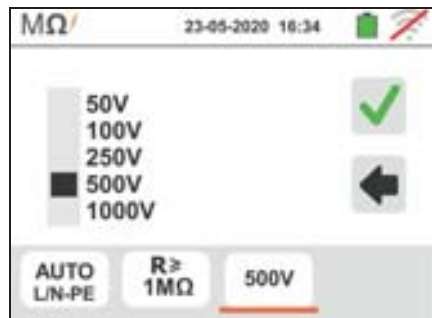 MΩ 23-05-2020 16:34
50V
100V
250V
500V
1000V
AUTO L/N-PE
R≥ 1MΩ
500V